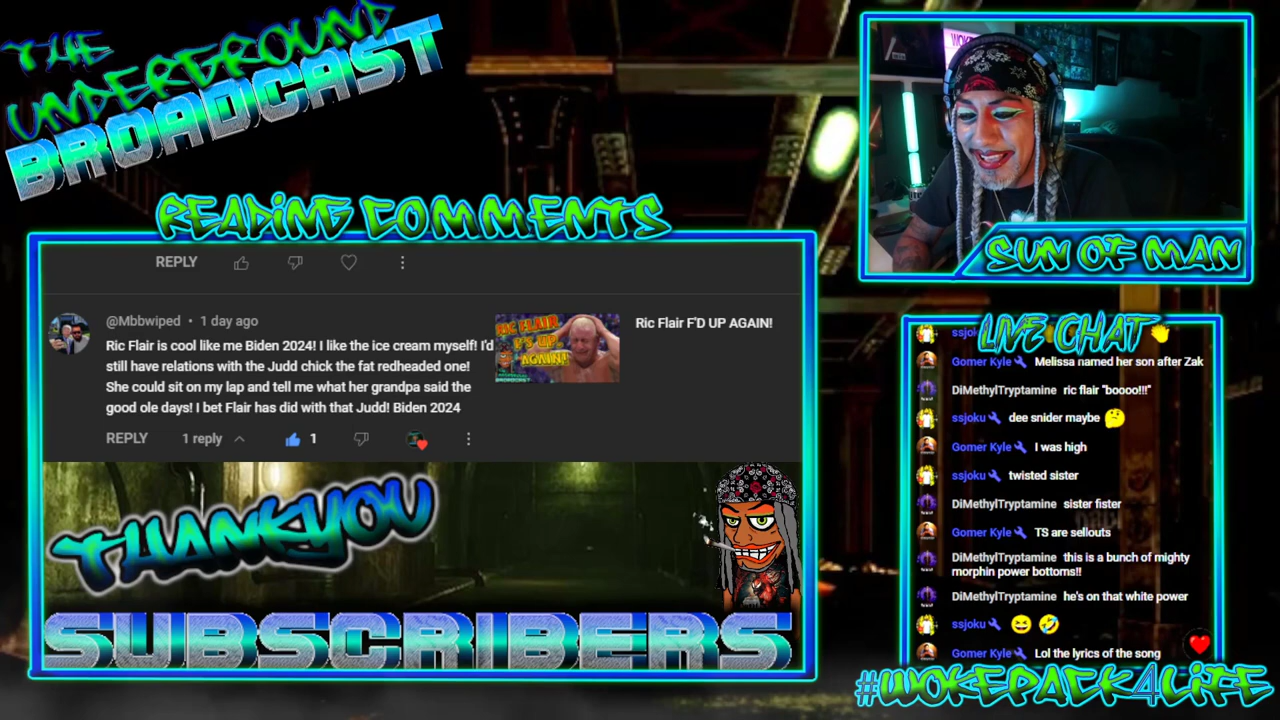 THE
UNDERGROUND
BROADCAST
READING COMMENTS
REPLY
@Mbbwiped • 1 day ago
Ric Flair is cool like me Biden 2024! I like the ice cream myself! I'd
still have relations with the Judd chick the fat redheaded one!
She could sit on my lap and tell me what her grandpa said the
good ole days! I bet Flair has did with that Judd! Biden 2024
REPLY 1 reply 1
RIC FLAIR
F'S UP
AGAIN!
Ric Flair F'D UP AGAIN!
THANKYOU
SUBSCRIBERS
SUN OF MAN
LIVE CHAT
ssjo
Gomer Kyle Melissa named her son after Zak
DiMethylTryptamine ric flair "boooo!!!"
ssjoku dee snider maybe 🤔
Gomer Kyle I was high
ssjoku twisted sister
DiMethylTryptamine sister fister
Gomer Kyle TS are sellouts
DiMethylTryptamine this is a bunch of mighty
morphin power bottoms!!
DiMethylTryptamine he's on that white power
ssjoku 😆 🤣
Gomer Kyle Lol the lyrics of the song
#WOKEPACK4LIFE